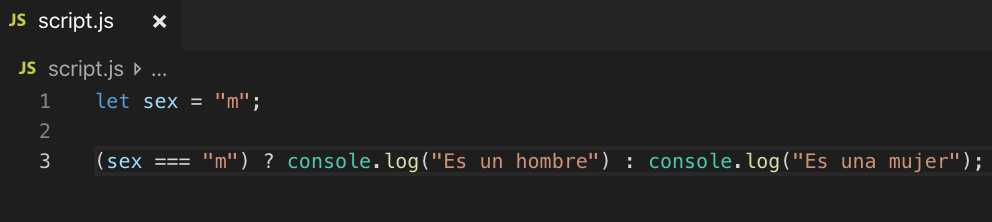 JS script.js ×
JS script.js ▷ ...
1 let sex = "m";
2
3 (sex === "m") ? console.log("Es un hombre") : console.log("Es una mujer");